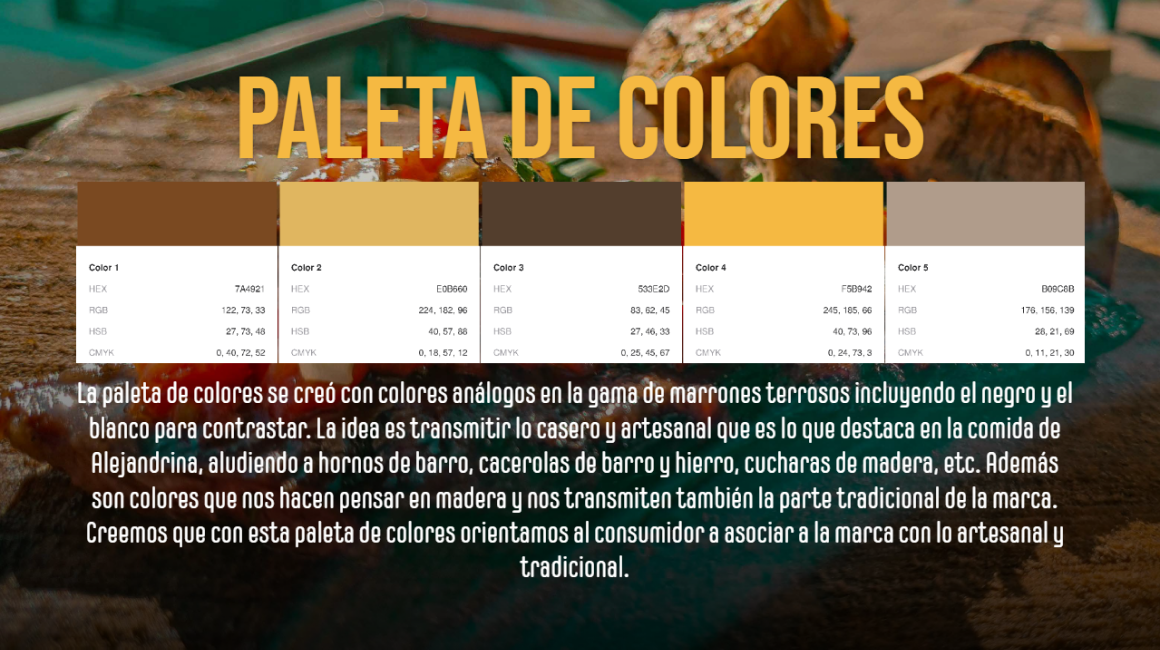 PALETA DE COLORES
Color 1
HEX 7A4921
RGB 122, 73, 33
HSB 27, 73, 48
CMYK 0, 40, 72, 52
Color 2
HEX E0B660
RGB 224, 182, 96
HSB 40, 57, 88
CMYK 0, 18, 57, 12
Color 3
HEX 533E2D
RGB 83, 62, 45
HSB 27, 46, 33
CMYK 0, 25, 45, 67
Color 4
HEX F5B942
RGB 245, 185, 66
HSB 40, 73, 96
CMYK 0, 24, 73, 3
Color 5
HEX B09C8B
RGB 176, 156, 139
HSB 28, 21, 69
CMYK 0, 11, 21, 30
La paleta de colores se creó con colores análogos en la gama de marrones terrosos incluyendo el negro y el
blanco para contrastar. La idea es transmitir lo casero y artesanal que es lo que destaca en la comida de
Alejandrina, aludiendo a hornos de barro, cacerolas de barro y hierro, cucharas de madera, etc. Además
son colores que nos hacen pensar en madera y nos transmiten también la parte tradicional de la marca.
Creemos que con esta paleta de colores orientamos al consumidor a asociar a la marca con lo artesanal y
tradicional.